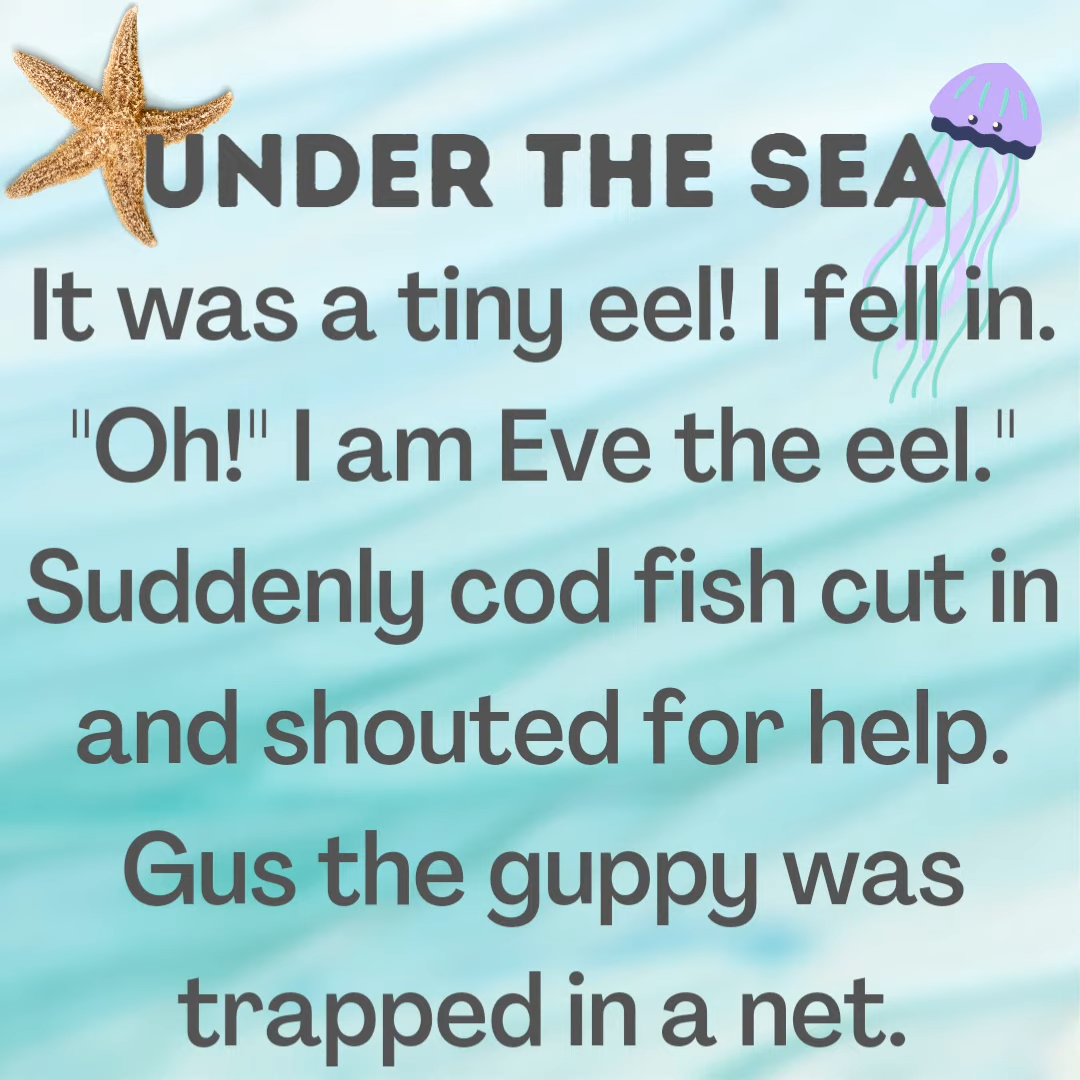 UNDER THE SEA
It was a tiny eel! I fell in.
"Oh!" I am Eve the eel."
Suddenly cod fish cut in
and shouted for help.
Gus the guppy was
trapped in a net.